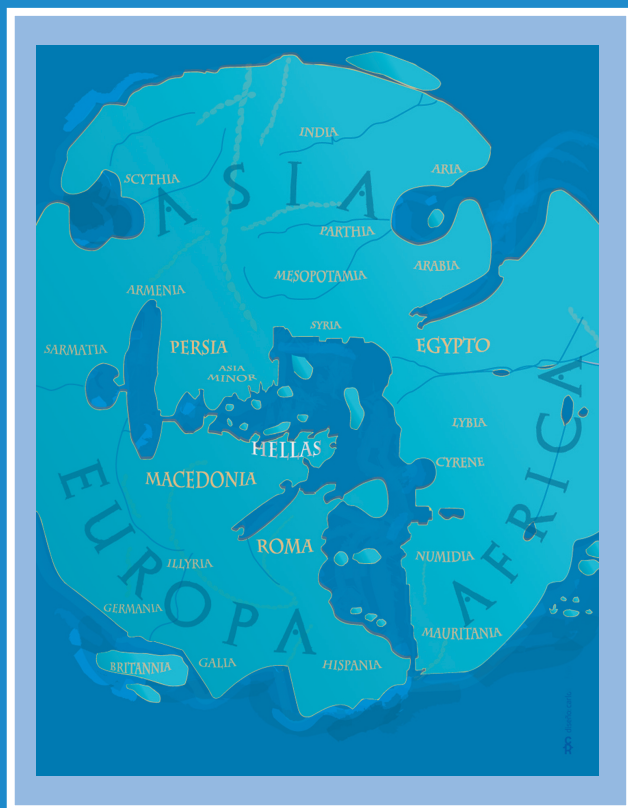 INDIA
SCYTHIA
ARIA
ASIA
PARTHIA
ARABIA
MESOPOTAMIA
ARMENIA
SYRIA
SARMATIA
PERSIA
EGYPTO
ASIA
MINOR
LYBIA
HELLAS
CYRENE
MACEDONIA
AFRICA
EUROPA
ROMA
NUMIDIA
ILLYRIA
GERMANIA
MAURITANIA
BRITANNIA
GALIA
HISPANIA